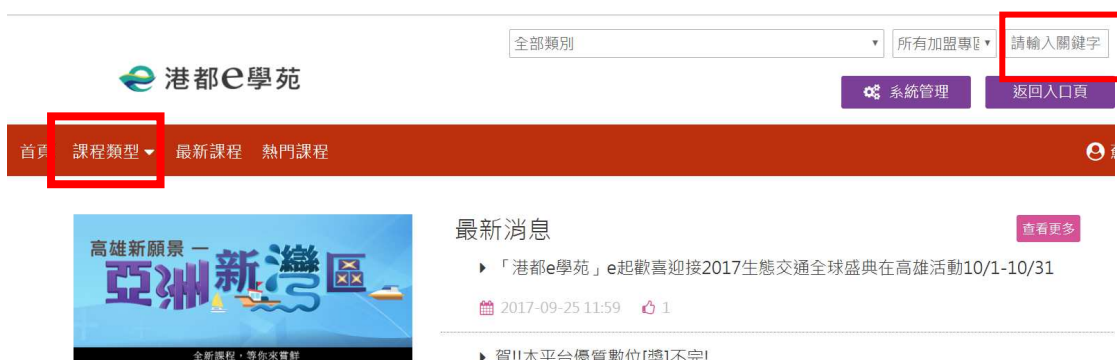 全部類別
所有加盟專區
請輸入關鍵字
港都e學苑
系統管理
返回入口頁
首頁
課程類型
最新課程
熱門課程
高雄新願景－
亞洲新灣區
全新課程，等你來嘗鮮
最新消息
查看更多
「港都e學苑」e起歡喜迎接2017生態交通全球盛典在高雄活動10/1-10/31
2017-09-25 11:59
1
賀!!本平台優質數位[獎]不完!